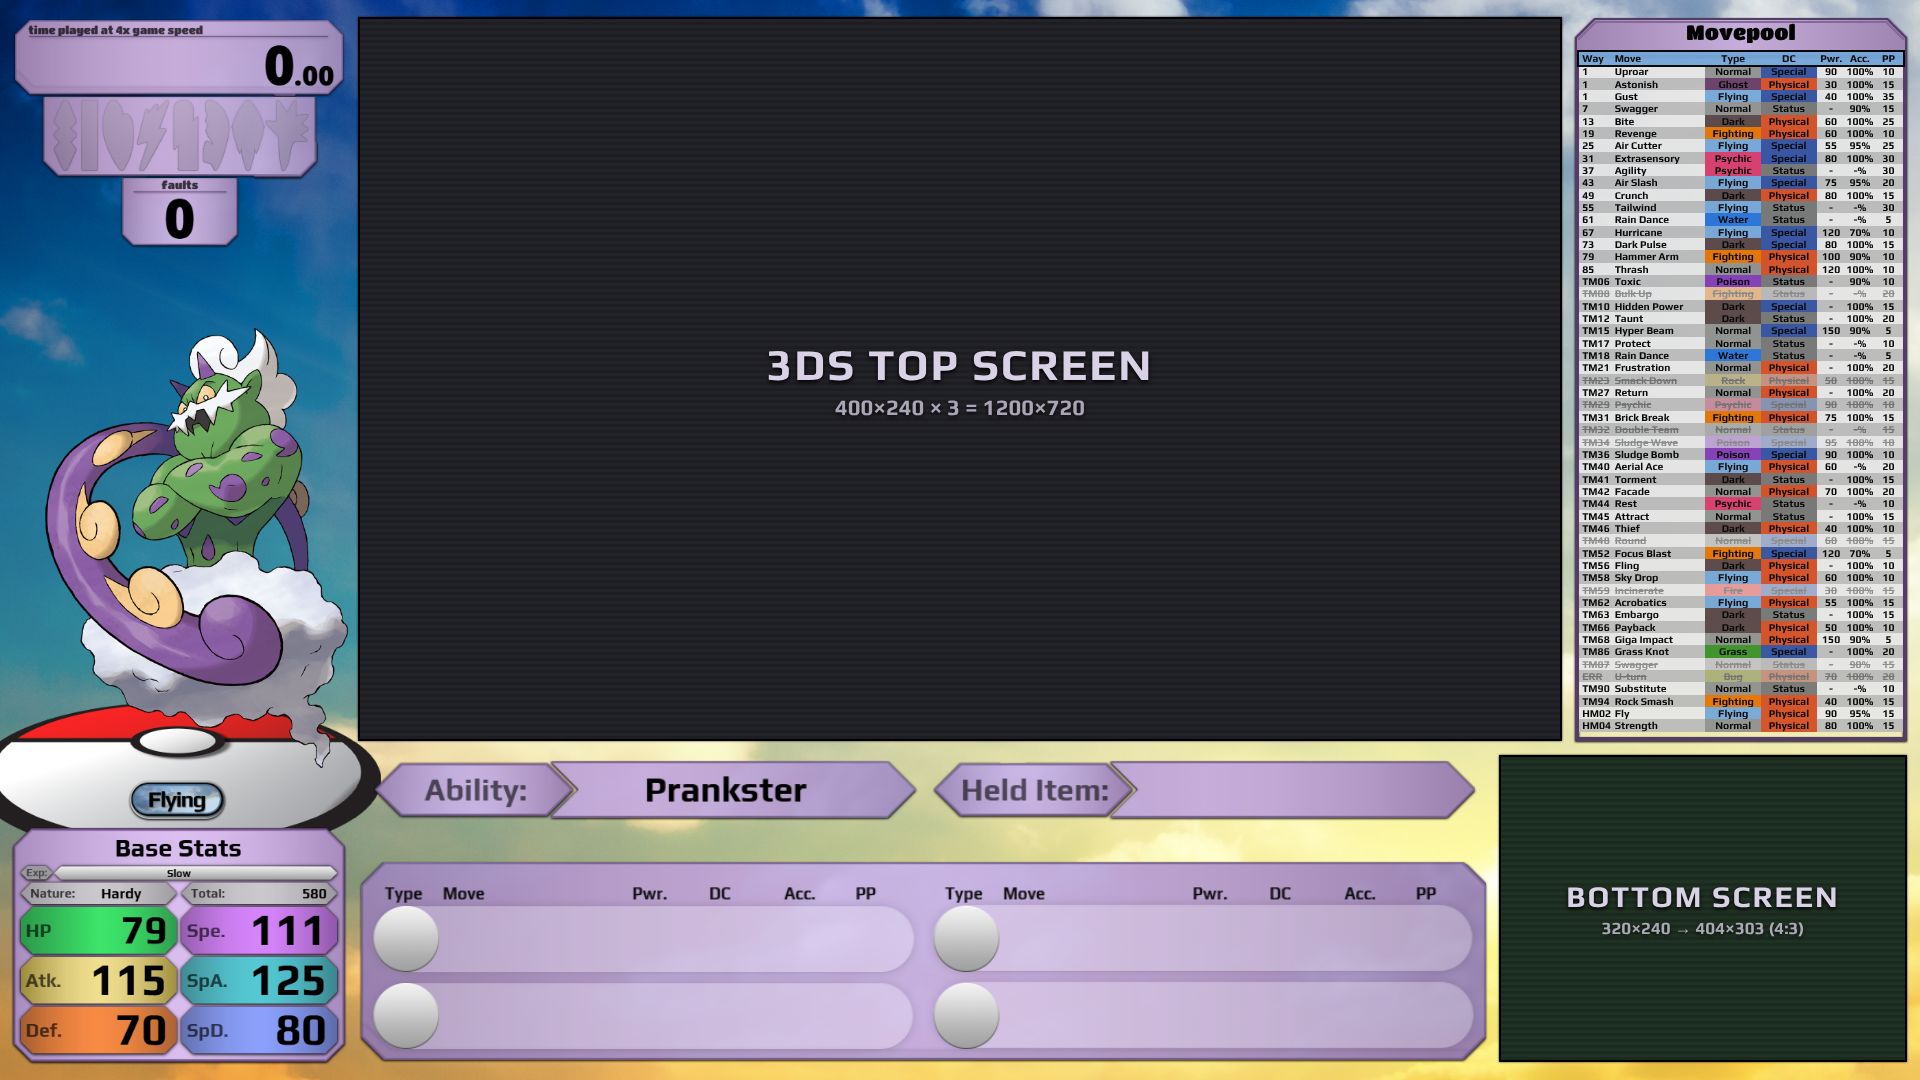 time played at 4x game speed
0.00
faults
0
3DS TOP SCREEN
400×240 × 3 = 1200×720
Movepool
Way Move Type DC Pwr. Acc. PP
1 Uproar Normal Special 90 100% 10
1 Astonish Ghost Physical 30 100% 15
1 Gust Flying Special 40 100% 35
7 Swagger Normal Status - 90% 15
13 Bite Dark Physical 60 100% 25
19 Revenge Fighting Physical 60 100% 10
25 Air Cutter Flying Special 55 95% 25
31 Extrasensory Psychic Special 80 100% 30
37 Agility Psychic Status - -% 30
43 Air Slash Flying Special 75 95% 20
49 Crunch Dark Physical 80 100% 15
55 Tailwind Flying Status - -% 30
61 Rain Dance Water Status - -% 5
67 Hurricane Flying Special 120 70% 10
73 Dark Pulse Dark Special 80 100% 15
79 Hammer Arm Fighting Physical 100 90% 10
85 Thrash Normal Physical 120 100% 10
TM06 Toxic Poison Status - 90% 10
TM08 Bulk Up Fighting Status - -% 20
TM10 Hidden Power Dark Special - 100% 15
TM12 Taunt Dark Status - 100% 20
TM15 Hyper Beam Normal Special 150 90% 5
TM17 Protect Normal Status - -% 10
TM18 Rain Dance Water Status - -% 5
TM21 Frustration Normal Physical - 100% 20
TM23 Smack Down Rock Physical 50 100% 15
TM27 Return Normal Physical - 100% 20
TM29 Psychic Psychic Special 90 100% 10
TM31 Brick Break Fighting Physical 75 100% 15
TM32 Double Team Normal Status - -% 15
TM34 Sludge Wave Poison Special 95 100% 10
TM36 Sludge Bomb Poison Special 90 100% 10
TM40 Aerial Ace Flying Physical 60 -% 20
TM41 Torment Dark Status - 100% 15
TM42 Facade Normal Physical 70 100% 20
TM44 Rest Psychic Status - -% 10
TM45 Attract Normal Status - 100% 15
TM46 Thief Dark Physical 40 100% 10
TM48 Round Normal Special 60 100% 15
TM52 Focus Blast Fighting Special 120 70% 5
TM56 Fling Dark Physical - 100% 10
TM58 Sky Drop Flying Physical 60 100% 10
TM59 Incinerate Fire Special 30 100% 15
TM62 Acrobatics Flying Physical 55 100% 15
TM63 Embargo Dark Status - 100% 15
TM66 Payback Dark Physical 50 100% 10
TM68 Giga Impact Normal Physical 150 90% 5
TM86 Grass Knot Grass Special - 100% 20
TM87 Swagger Normal Status - 90% 15
ERR U-turn Bug Physical 70 100% 20
TM90 Substitute Normal Status - -% 10
TM94 Rock Smash Fighting Physical 40 100% 15
HM02 Fly Flying Physical 90 95% 15
HM04 Strength Normal Physical 80 100% 15
Flying
Ability: Prankster
Held Item:
Base Stats
Exp: Slow
Nature: Hardy Total: 580
HP 79 Spe. 111
Atk. 115 SpA. 125
Def. 70 SpD. 80
Type Move Pwr. DC Acc. PP Type Move Pwr. DC Acc. PP
BOTTOM SCREEN
320×240 → 404×303 (4:3)